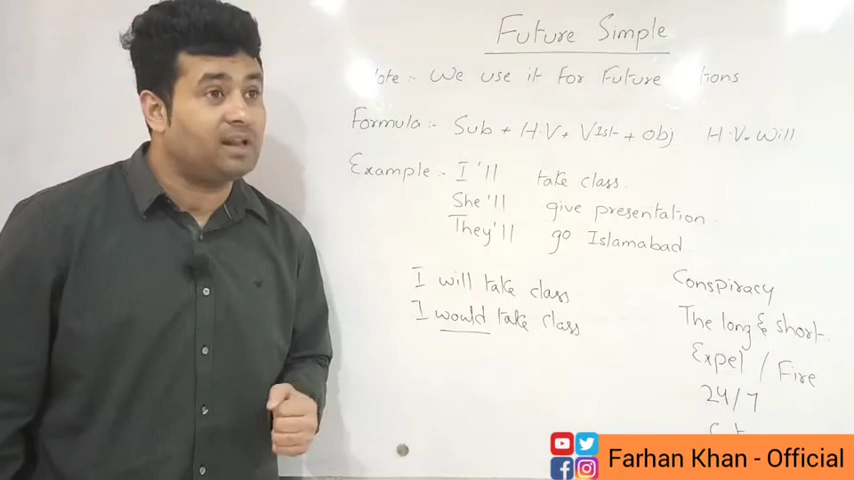 Future Simple
Note :- We use it for Future
Formula :- Sub + H.V + VIst + obj H.V = Will
Example :- I'll take class.
She'll give presentation.
They'll go Islamabad.
I will take class
I would take class
Conspiracy
The long & short.
Expel / Fire
24/7
Farhan Khan - Official